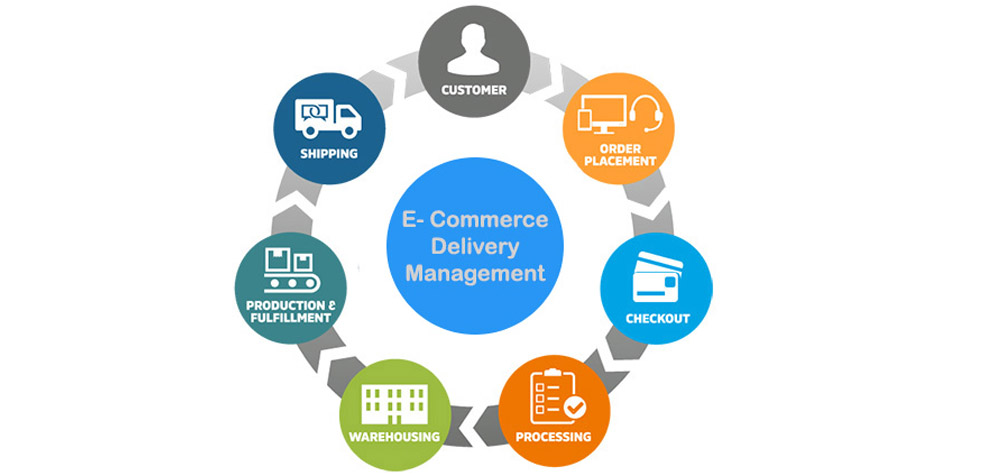 CUSTOMER
ORDER
PLACEMENT
CHECKOUT
PROCESSING
WAREHOUSING
PRODUCTION &
FULFILLMENT
SHIPPING
E- Commerce
Delivery
Management